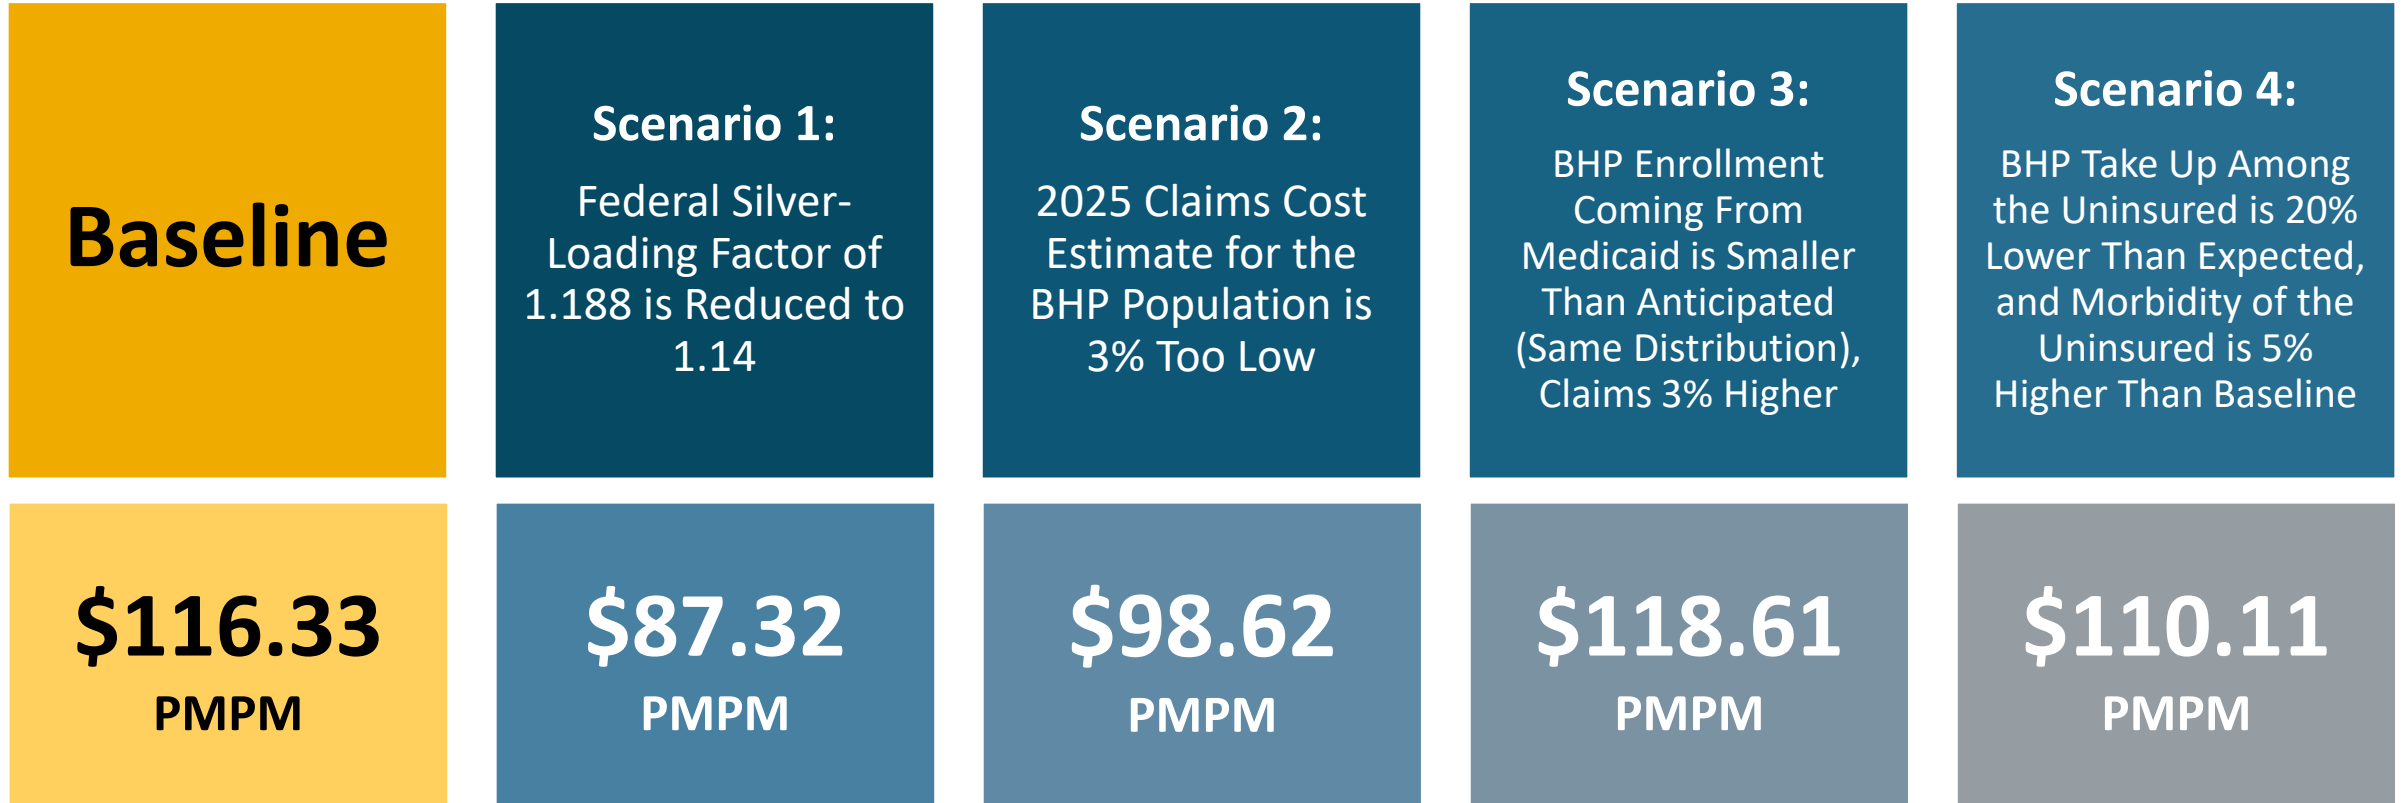 Baseline
$116.33
PMPM
Scenario 1:
Federal Silver-
Loading Factor of
1.188 is Reduced to
1.14
$87.32
PMPM
Scenario 2:
2025 Claims Cost
Estimate for the
BHP Population is
3% Too Low
$98.62
PMPM
Scenario 3:
BHP Enrollment
Coming From
Medicaid is Smaller
Than Anticipated
(Same Distribution),
Claims 3% Higher
$118.61
PMPM
Scenario 4:
BHP Take Up Among
the Uninsured is 20%
Lower Than Expected,
and Morbidity of the
Uninsured is 5%
Higher Than Baseline
$110.11
PMPM